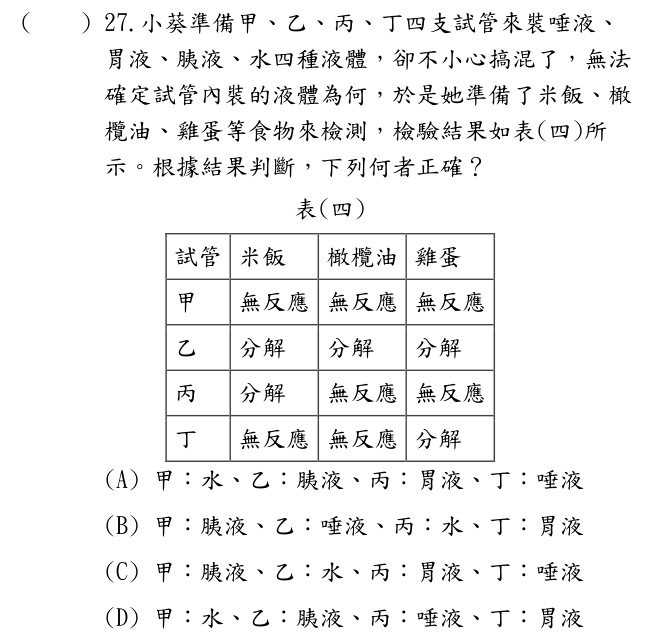 (　　) 27. 小葵準備甲、乙、丙、丁四支試管來裝唾液、
胃液、胰液、水四種液體，卻不小心搞混了，無法
確定試管內裝的液體為何，於是她準備了米飯、橄
欖油、雞蛋等食物來檢測，檢驗結果如表(四)所
示。根據結果判斷，下列何者正確？
表(四)
試管 米飯 橄欖油 雞蛋
甲 無反應 無反應 無反應
乙 分解 分解 分解
丙 分解 無反應 無反應
丁 無反應 無反應 分解
(A) 甲：水、乙：胰液、丙：胃液、丁：唾液
(B) 甲：胰液、乙：唾液、丙：水、丁：胃液
(C) 甲：胰液、乙：水、丙：胃液、丁：唾液
(D) 甲：水、乙：胰液、丙：唾液、丁：胃液